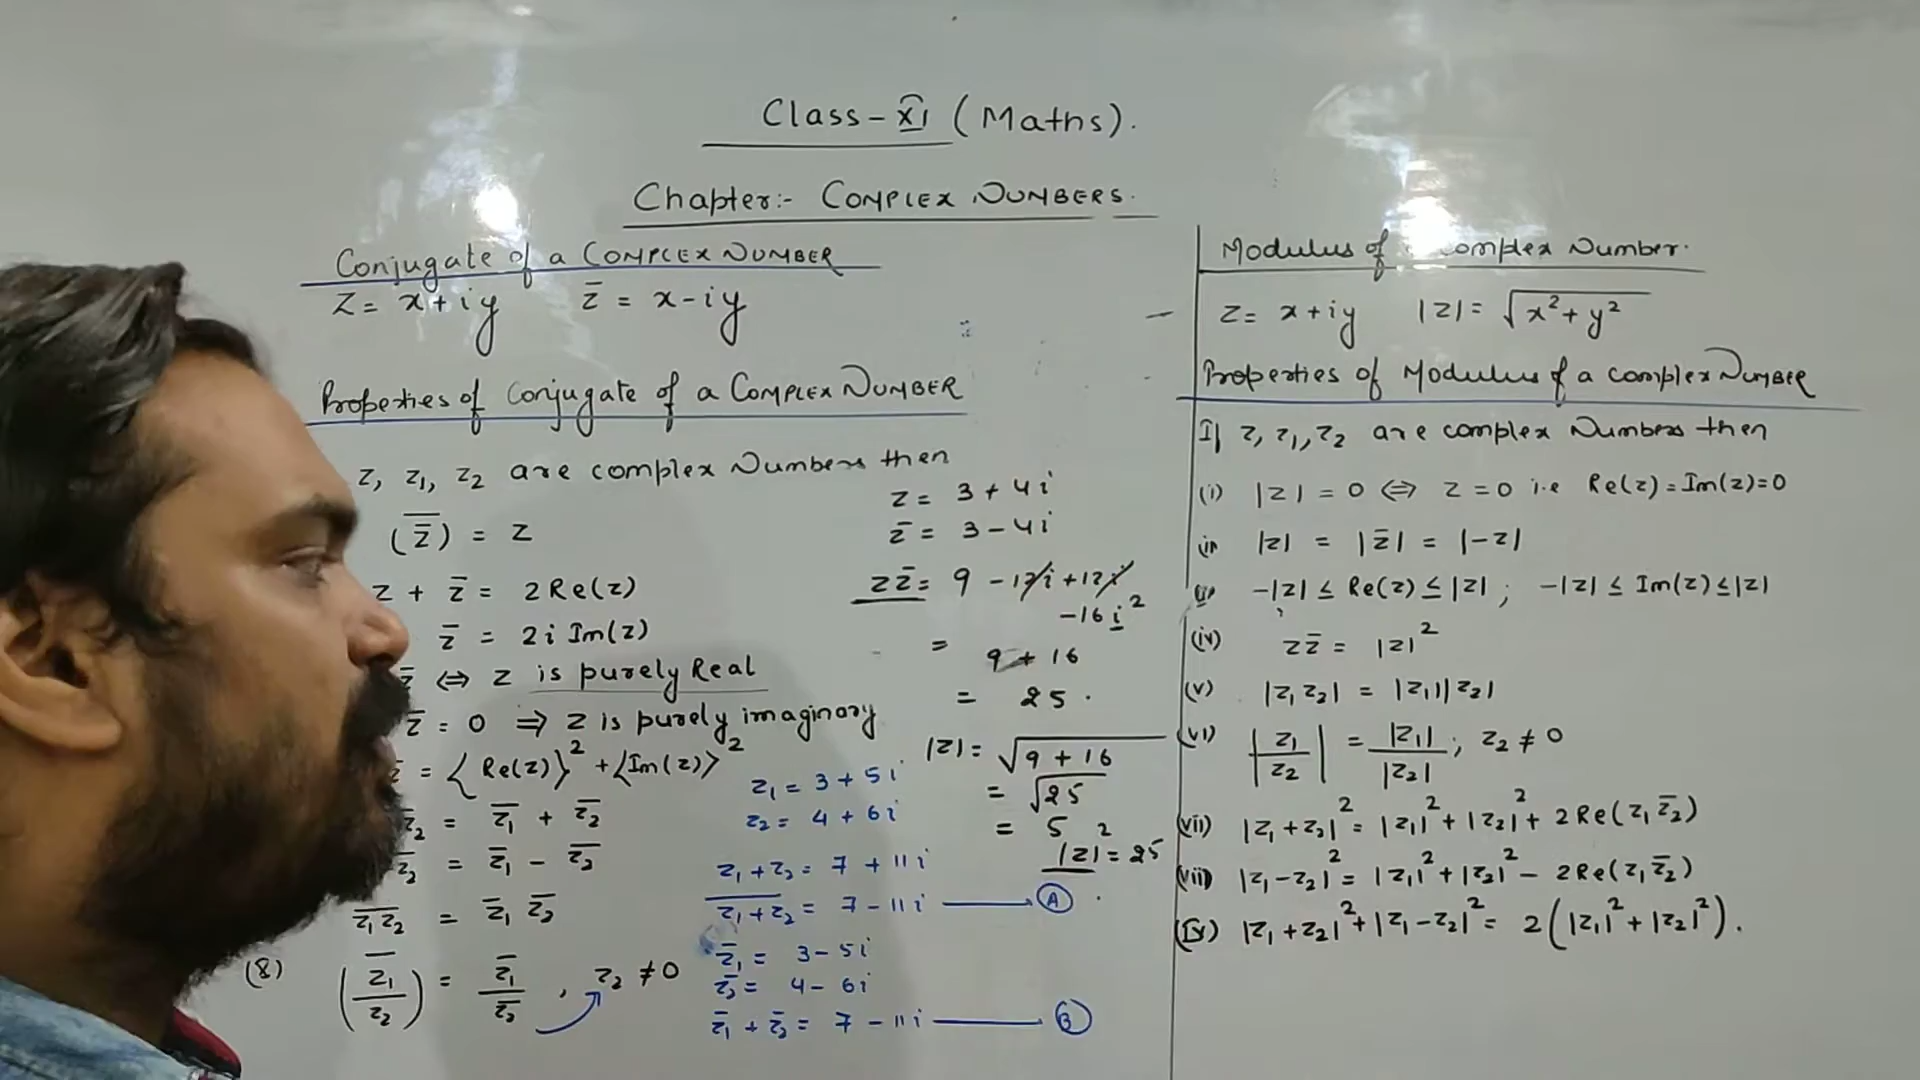 Class - XI (Maths).
Chapter:- COMPLEX NUMBERS.
Conjugate of a COMPLEX NUMBER
Z = x + iy z̅ = x - iy
Properties of Conjugate of a COMPLEX NUMBER
z, z₁, z₂ are complex Numbers then
(z̅)̅ = z
z + z̅ = 2Re(z)
z̅ = 2i Im(z)
z̅ ⇔ z is purely Real
z̅ = 0 ⇒ z is purely imaginary
z̅ = {Re(z)}² + {Im(z)}²
z₂ = z̅₁ + z̅₂
z₂ = z̅₁ - z̅₂
z₁z₂ = z̅₁ z̅₂
(8) (z₁/z₂)̅ = z̅₁/z̅₂ , z₂ ≠ 0
z = 3 + 4i
z̅ = 3 - 4i
zz̅ = 9 - 12i + 12i
-16i²
= 9 + 16
= 25 .
|z| = √9 + 16
= √25
= 5
|z|² = 25
z₁ = 3 + 5i
z₂ = 4 + 6i
z₁ + z₂ = 7 + 11i
z₁ + z₂ = 7 - 11i A
z̅₁ = 3 - 5i
z̅₂ = 4 - 6i
z̅₁ + z̅₂ = 7 - 11i B
Modulus of omplex Number.
z = x + iy |z| = √x² + y²
Properties of Modulus of a complex NUMBER
If z, z₁, z₂ are complex Numbers then
(i) |z| = 0 ⇔ z = 0 i.e Re(z) = Im(z) = 0
(ii |z| = |z̅| = |-z|
-|z| ≤ Re(z) ≤ |z| ; -|z| ≤ Im(z) ≤ |z|
(iv) zz̅ = |z|²
(v) |z₁z₂| = |z₁||z₂|
(vi) |z₁/z₂| = |z₁|/|z₂| ; z₂ ≠ 0
(vii) |z₁ + z₂|² = |z₁|² + |z₂|² + 2Re(z₁z̅₂)
(viii) |z₁ - z₂|² = |z₁|² + |z₂|² - 2Re(z₁z̅₂)
(ix) |z₁ + z₂|² + |z₁ - z₂|² = 2(|z₁|² + |z₂|²).